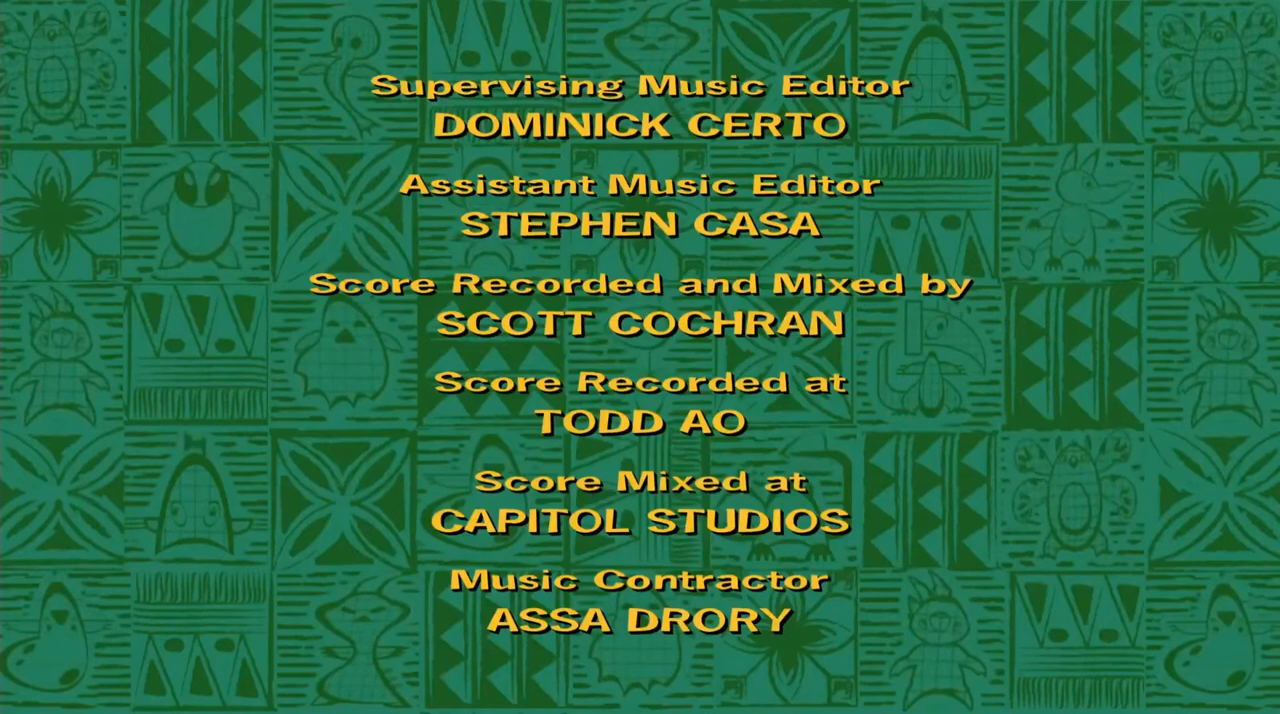 Supervising Music Editor
DOMINICK CERTO
Assistant Music Editor
STEPHEN CASA
Score Recorded and Mixed by
SCOTT COCHRAN
Score Recorded at
TODD AO
Score Mixed at
CAPITOL STUDIOS
Music Contractor
ASSA DRORY